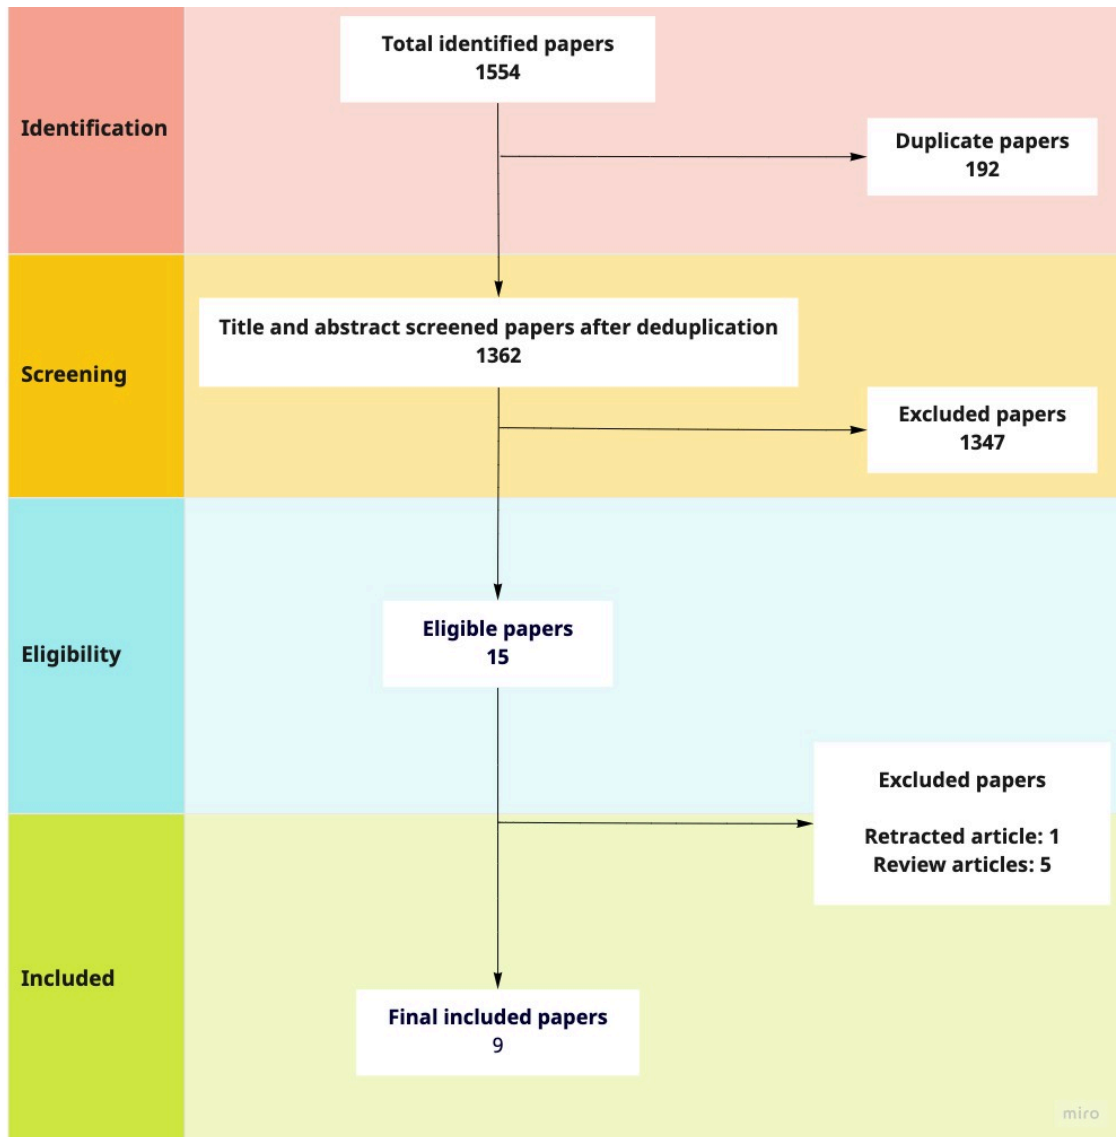 Total identified papers
1554
Identification
Duplicate papers
192
Title and abstract screened papers after deduplication
1362
Screening
Excluded papers
1347
Eligible papers
15
Eligibility
Excluded papers
Retracted article: 1
Review articles: 5
Included
Final included papers
9
miro